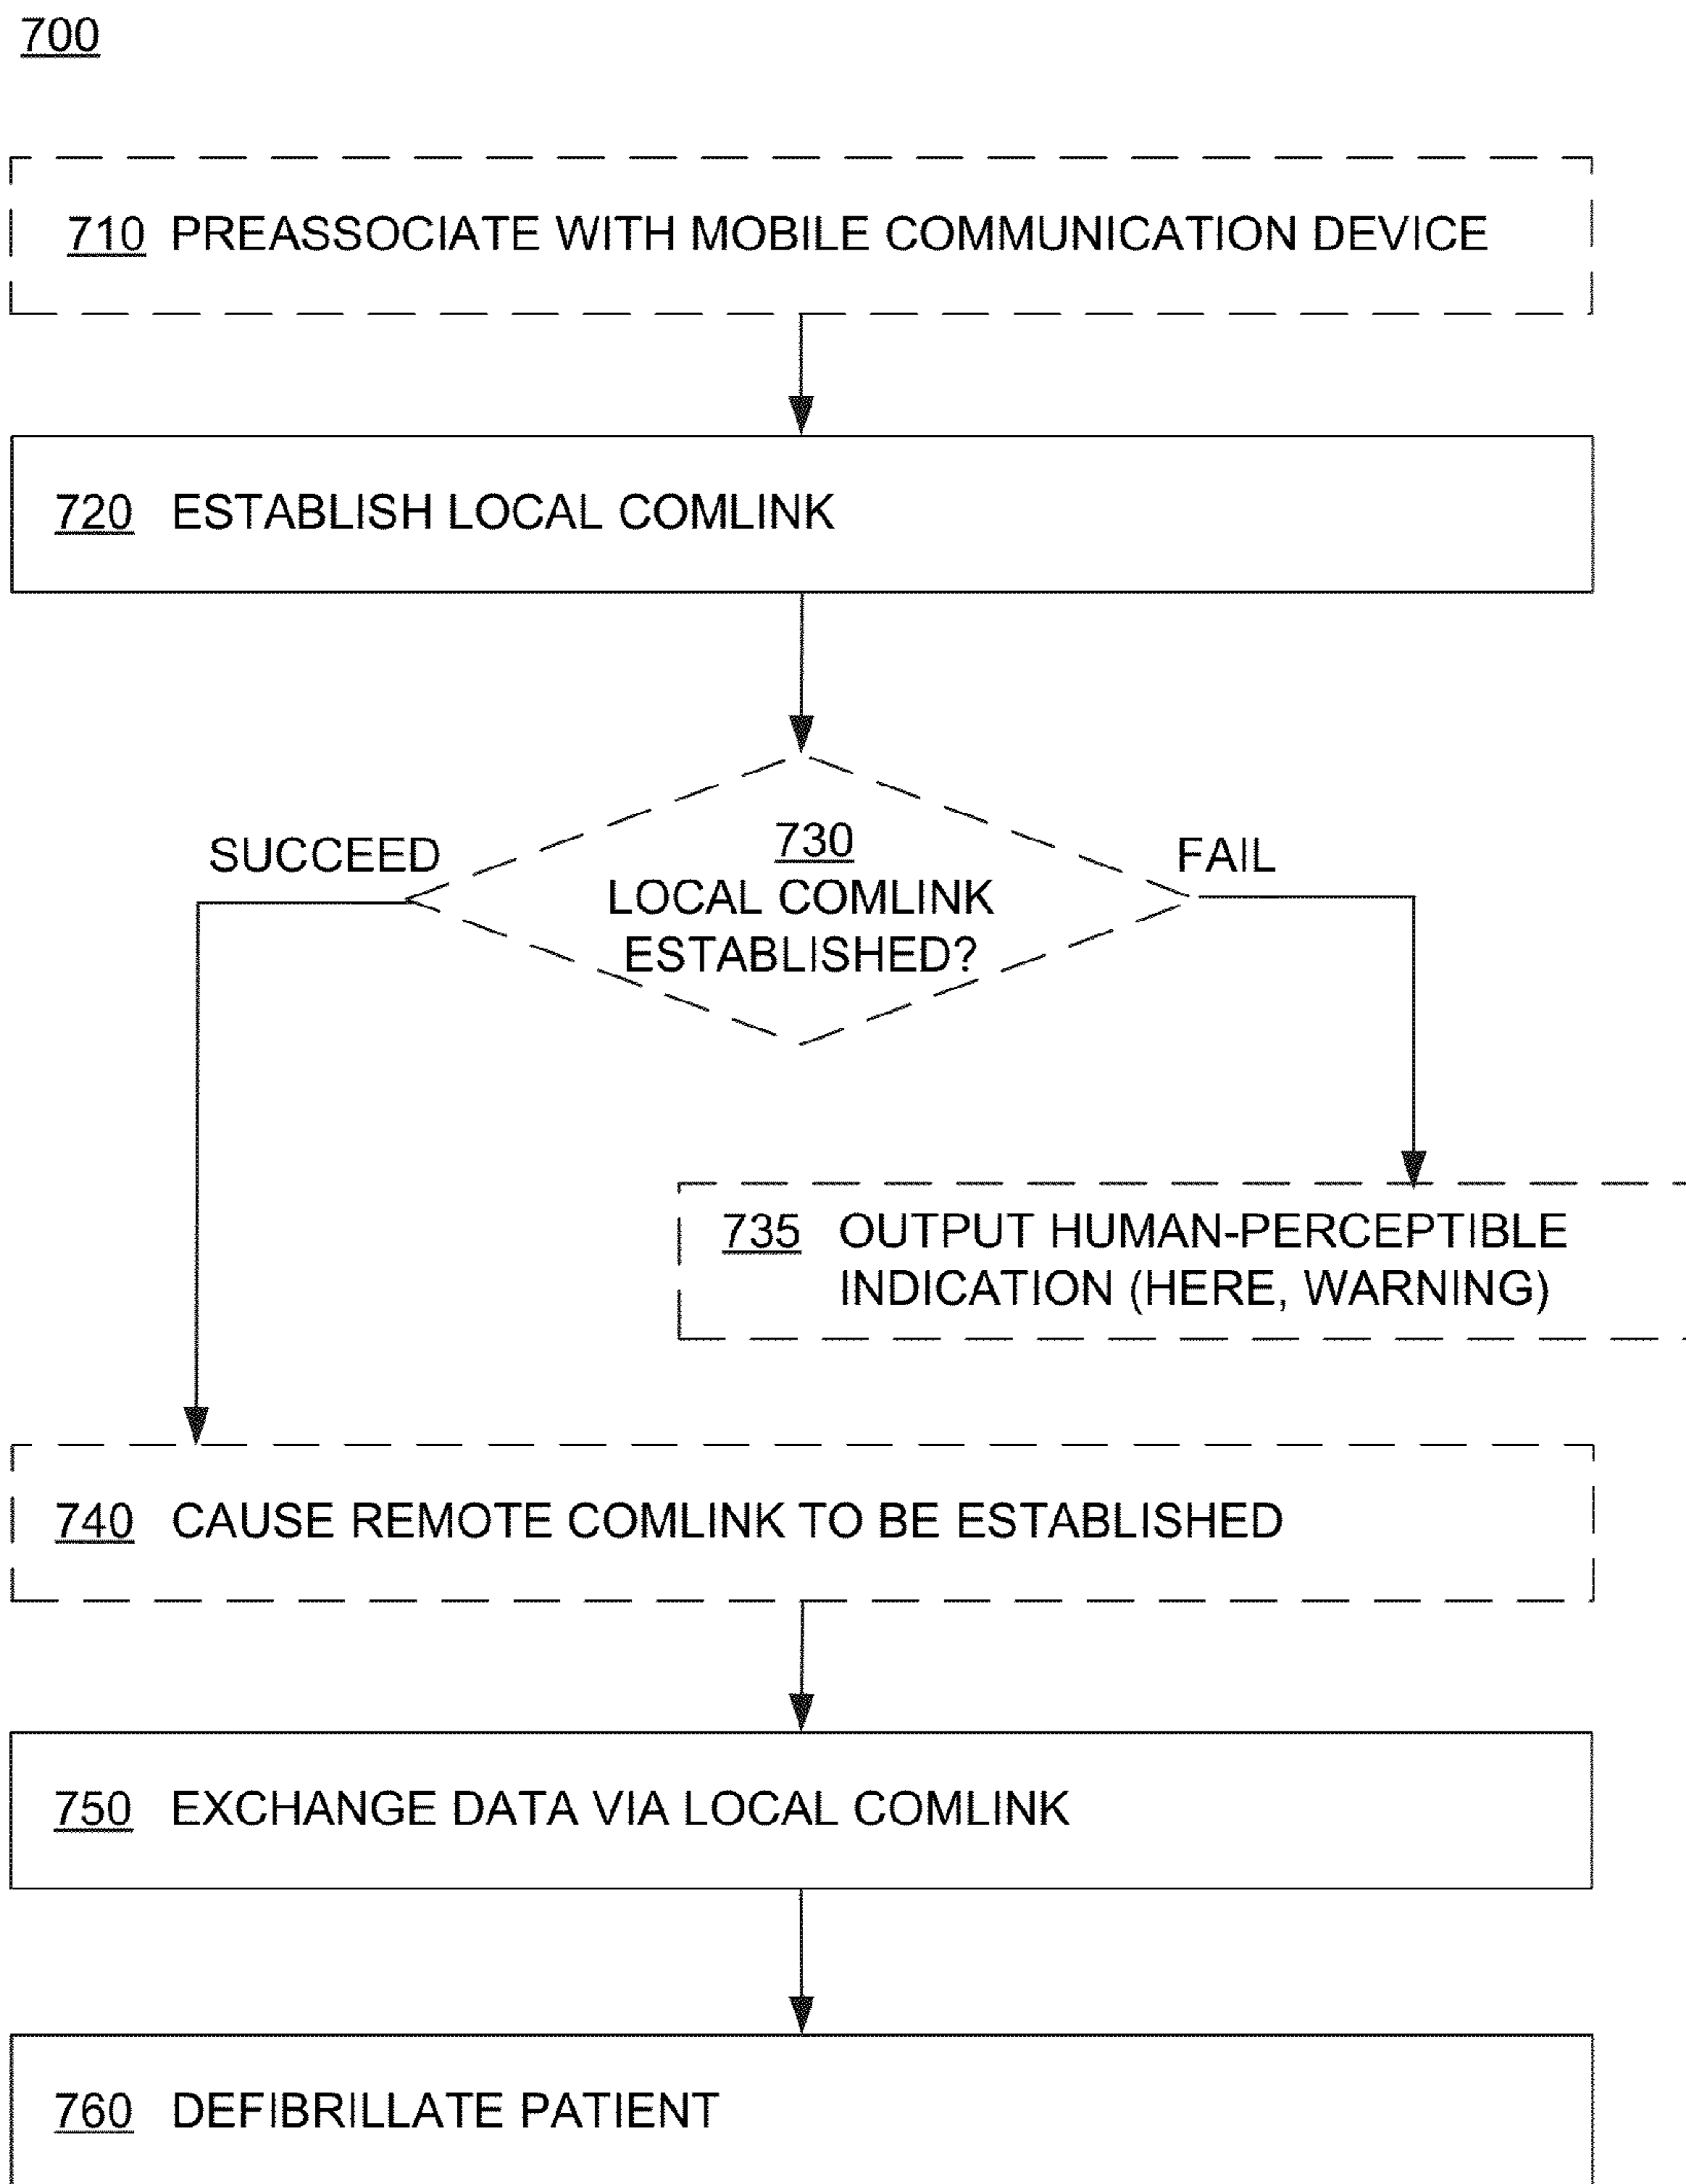 700
710 PREASSOCIATE WITH MOBILE COMMUNICATION DEVICE
720 ESTABLISH LOCAL COMLINK
SUCCEED
730
LOCAL COMLINK
ESTABLISHED?
FAIL
735 OUTPUT HUMAN-PERCEPTIBLE
INDICATION (HERE, WARNING)
740 CAUSE REMOTE COMLINK TO BE ESTABLISHED
750 EXCHANGE DATA VIA LOCAL COMLINK
760 DEFIBRILLATE PATIENT